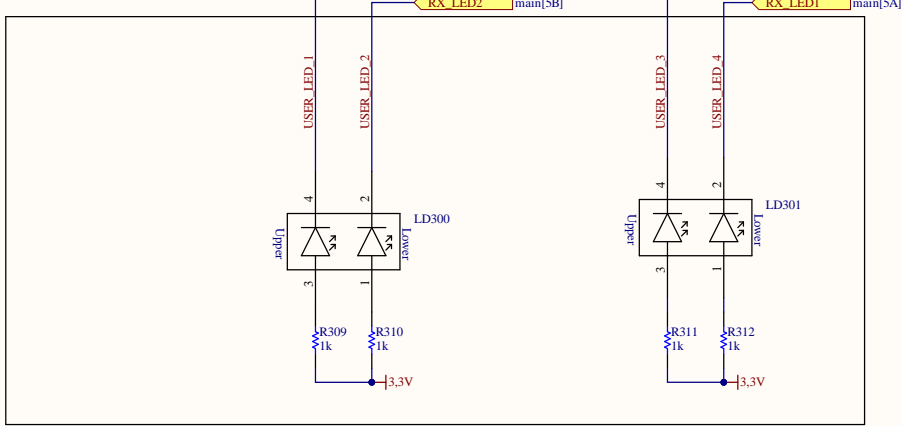 RX_LED2
main[5B]
RX_LED1
main[5A]
USER_LED_1
USER_LED_2
USER_LED_3
USER_LED_4
4
2
LD300
Upper
Lower
3
1
R309
1k
R310
1k
3,3V
4
2
LD301
Upper
Lower
3
1
R311
1k
R312
1k
3,3V